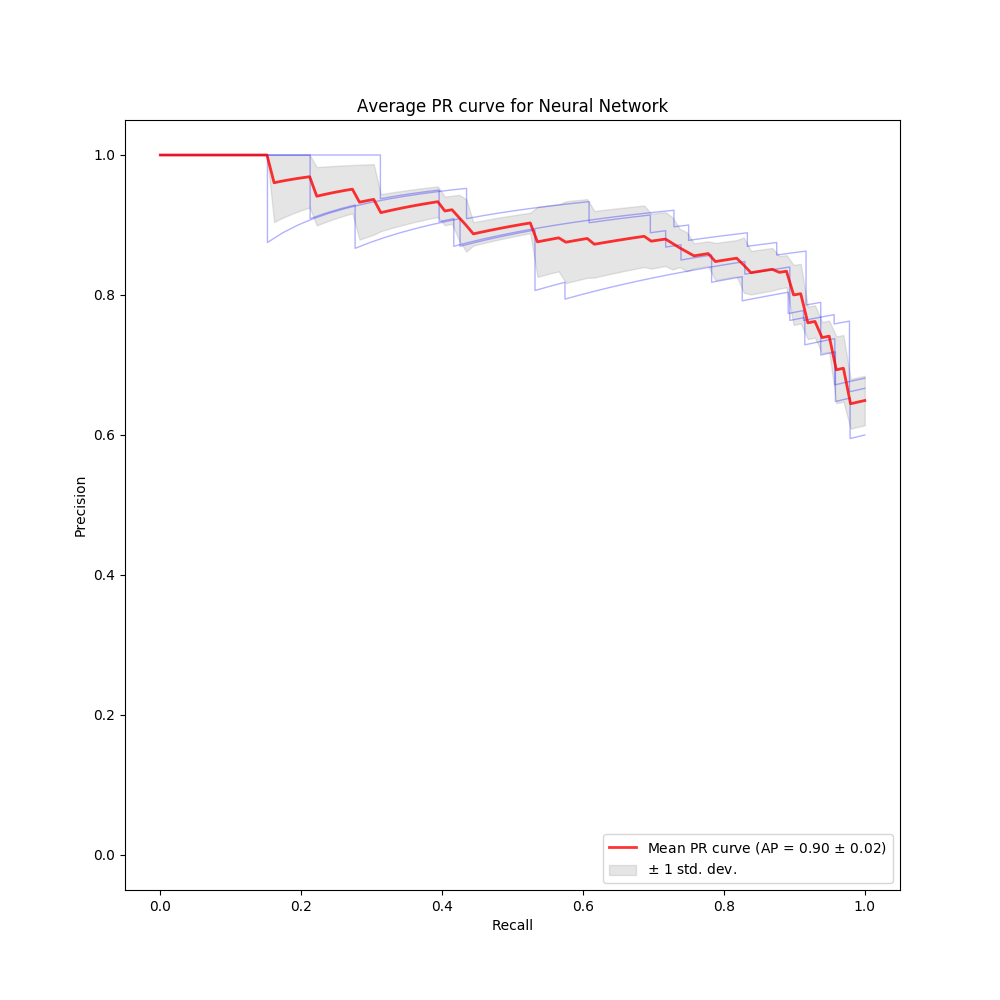 Average PR curve for Neural Network
Precision
1.0
0.8
0.6
0.4
0.2
0.0
0.0 0.2 0.4 0.6 0.8 1.0
Recall
Mean PR curve (AP = 0.90 ± 0.02)
± 1 std. dev.